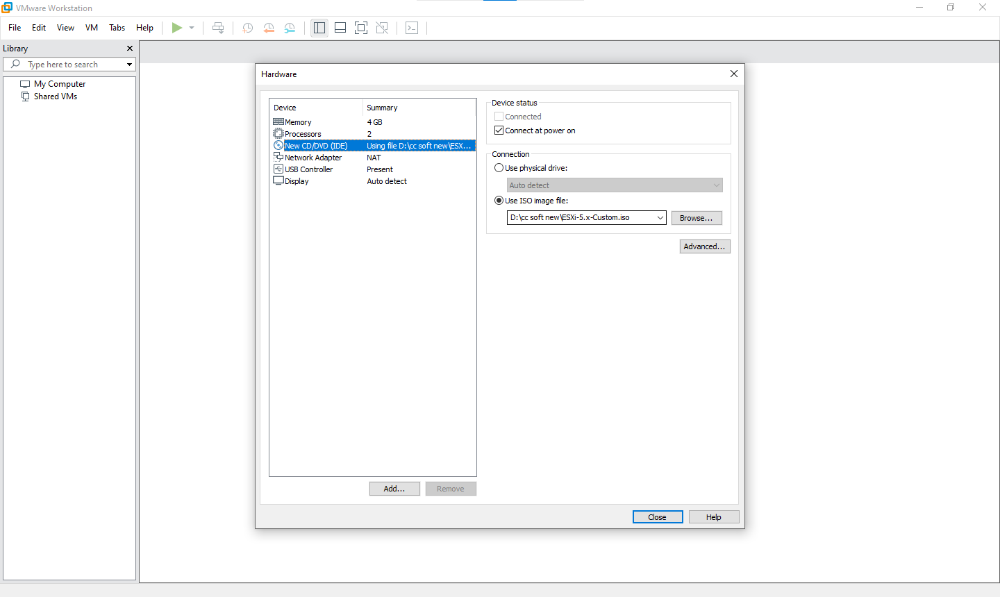 VMware Workstation
File Edit View VM Tabs Help
Library
Type here to search
My Computer
Shared VMs
Hardware
Device Summary
Memory 4 GB
Processors 2
New CD/DVD (IDE) Using file D:\cc soft new\ESX...
Network Adapter NAT
USB Controller Present
Display Auto detect
Add... Remove
Device status
Connected
Connect at power on
Connection
Use physical drive:
Auto detect
Use ISO image file:
D:\cc soft new\ESXi-5.x-Custom.iso Browse...
Advanced...
Close Help